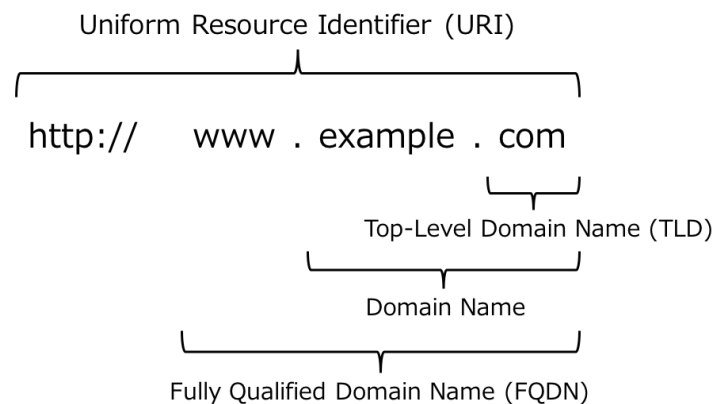 Uniform Resource Identifier (URI)
http:// www . example . com
Top-Level Domain Name (TLD)
Domain Name
Fully Qualified Domain Name (FQDN)